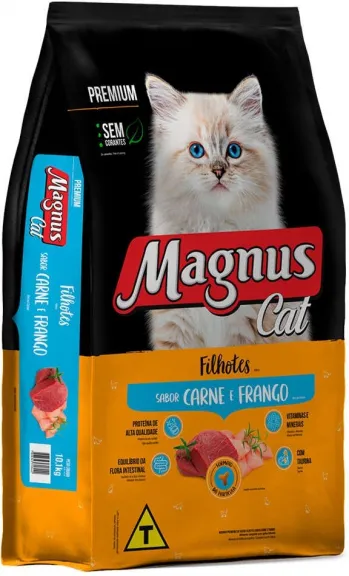 PREMIUM
SEM
CORANTES
Magnus
Cat
Filhotes
SABOR CARNE E FRANGO
PROTEÍNA DE
ALTA QUALIDADE
VITAMINAS E
MINERAIS
EQUILÍBRIO DA
FLORA INTESTINAL
COM
TAURINA
T
PREMIUM
Magnus
Cat
Filhotes
SABOR CARNE E FRANGO
10,1kg